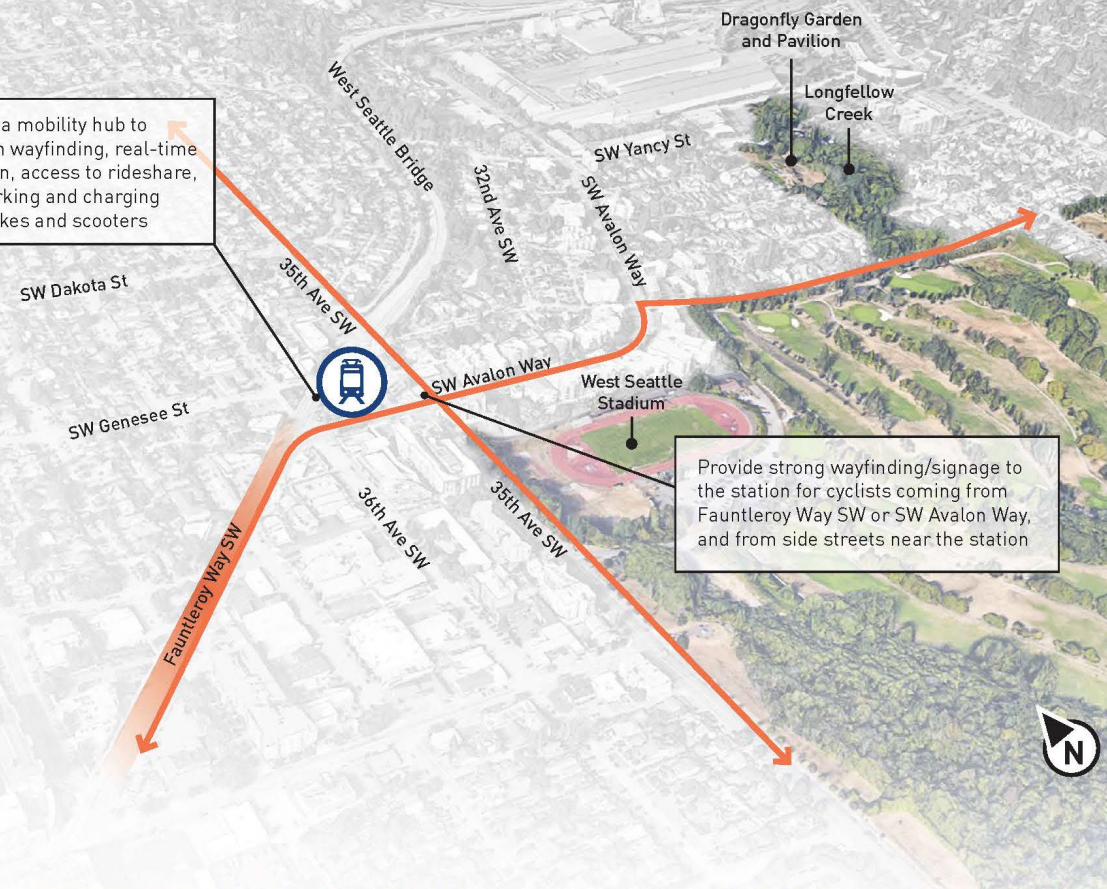 Dragonfly Garden
and Pavilion
Longfellow
Creek
West Seattle Bridge
SW Yancy St
32nd Ave SW
SW Avalon Way
a mobility hub to
wayfinding, real-time
access to rideshare,
and charging
and scooters
SW Dakota St
35th Ave SW
SW Avalon Way
West Seattle
Stadium
SW Genesee St
Provide strong wayfinding/signage to
the station for cyclists coming from
Fauntleroy Way SW or SW Avalon Way,
and from side streets near the station
36th Ave SW
35th Ave SW
Fauntleroy Way SW
N